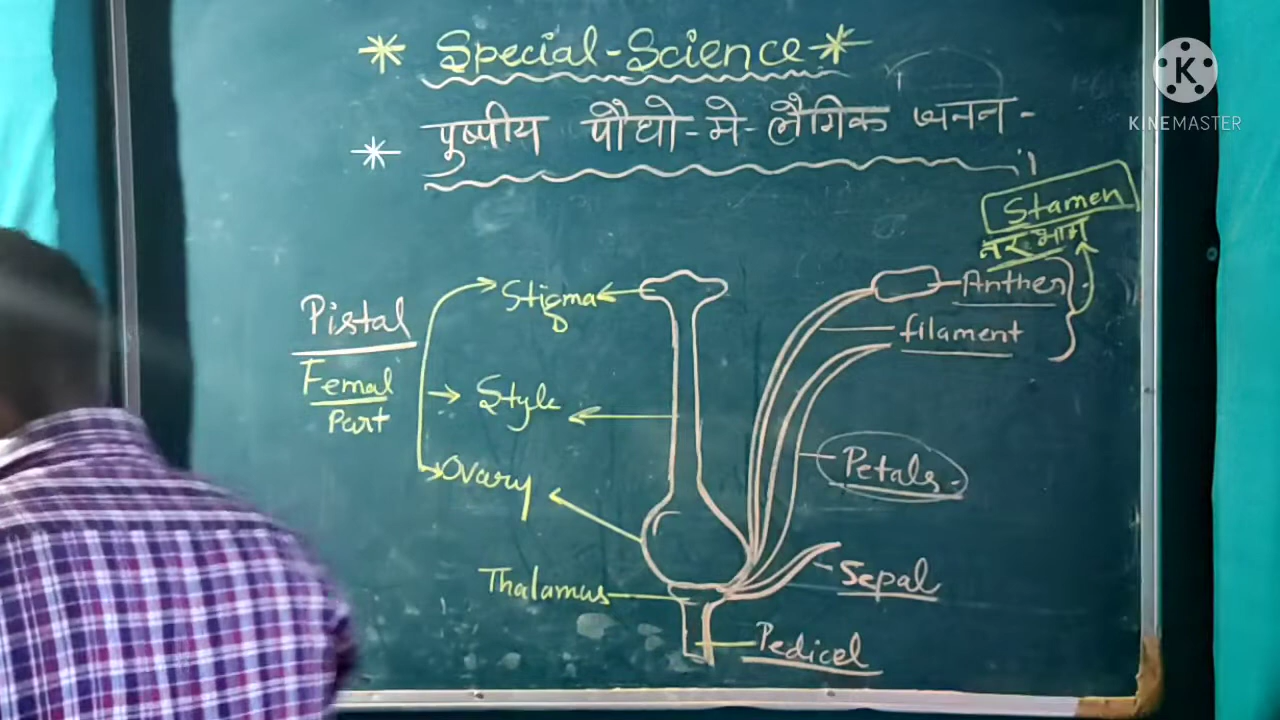 * Special-Science *
* पुष्पीय पौधो-मे-लैगिक जनन-
Stamen
नर भाग
Stigma
Anther
Pistal
filament
Femal
Part
Style
Petals
Ovary
Sepal
Thalamus
Pedicel
K
KINEMASTER